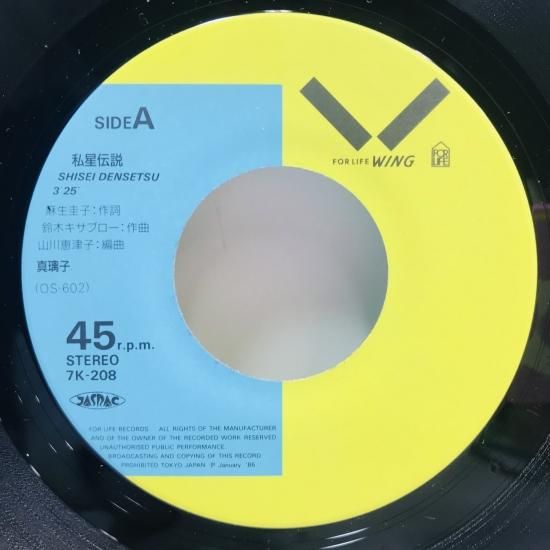 SIDE A
FOR LIFE WING
FOR LIFE
私星伝説
SHISEI DENSETSU
3 25"
麻生圭子:作詞
鈴木キサブロー:作曲
山川恵津子:編曲
真璃子
(OS-602)
45 r.p.m.
STEREO
7K-208
JASRAC
FOR LIFE RECORDS ALL RIGHTS OF THE MANUFACTURER
AND OF THE OWNER OF THE RECORDED WORK RESERVED
UNAUTHORISED PUBLIC PERFORMANCE.
BROADCASTING AND COPYING OF THIS RECORD
PROHIBITED TOKYO JAPAN Ⓟ January '86